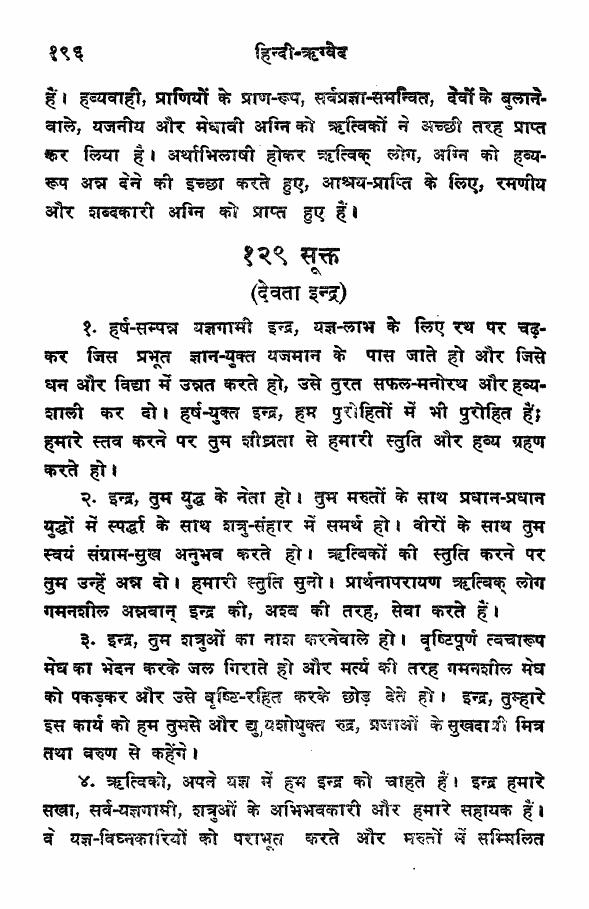 १९६ हिन्दी-ऋग्वेद
हैं। हव्यवाही, प्राणियों के प्राण-रूप, सर्वप्रज्ञा-समन्वित, देवों के बुलाने-
वाले, यजनीय और मेधावी अग्नि को ऋत्विकों ने अच्छी तरह प्राप्त
कर लिया है। अर्थाभिलाषी होकर ऋत्विक् लोग, अग्नि को हव्य-
रूप अन्न देने की इच्छा करते हुए, आश्रय-प्राप्ति के लिए, रमणीय
और शब्दकारी अग्नि को प्राप्त हुए हैं।
१२९ सूक्त
(देवता इन्द्र)
१. हर्ष-सम्पन्न यज्ञगामी इन्द्र, यज्ञ-लाभ के लिए रथ पर चढ़-
कर जिस प्रभूत ज्ञान-युक्त यजमान के पास जाते हो और जिसे
धन और विद्या में उन्नत करते हो, उसे तुरत सफल-मनोरथ और हव्य-
शाली कर दो। हर्ष-युक्त इन्द्र, हम पुरोहितों में भी पुरोहित हैं;
हमारे स्तव करने पर तुम शीघ्रता से हमारी स्तुति और हव्य ग्रहण
करते हो।
२. इन्द्र, तुम युद्ध के नेता हो। तुम मरुतों के साथ प्रधान-प्रधान
युद्धों में स्पर्द्धा के साथ शत्रु-संहार में समर्थ हो। वीरों के साथ तुम
स्वयं संग्राम-सुख अनुभव करते हो। ऋत्विकों की स्तुति करने पर
तुम उन्हें अन्न दो। हमारी स्तुति सुनो। प्रार्थनापरायण ऋत्विक् लोग
गमनशील अन्नवान् इन्द्र की, अश्व की तरह, सेवा करते हैं।
३. इन्द्र, तुम शत्रुओं का नाश करनेवाले हो। वृष्टिपूर्ण त्वचारूप
मेघ का भेदन करके जल गिराते हो और मर्त्य की तरह गमनशील मेघ
को पकड़कर और उसे वृष्टि-रहित करके छोड़ देते हो। इन्द्र, तुम्हारे
इस कार्य को हम तुमसे और द्यु, यशोयुक्त रुद्र, प्रजाओं के सुखदात्री मित्र
तथा वरुण से कहेंगे।
४. ऋत्विको, अपने यज्ञ में हम इन्द्र को चाहते हैं। इन्द्र हमारे
सखा, सर्व-यज्ञगामी, शत्रुओं के अभिभवकारी और हमारे सहायक हैं।
वे यज्ञ-विघ्नकारियों को पराभूत करते और मरुतों में सम्मिलित